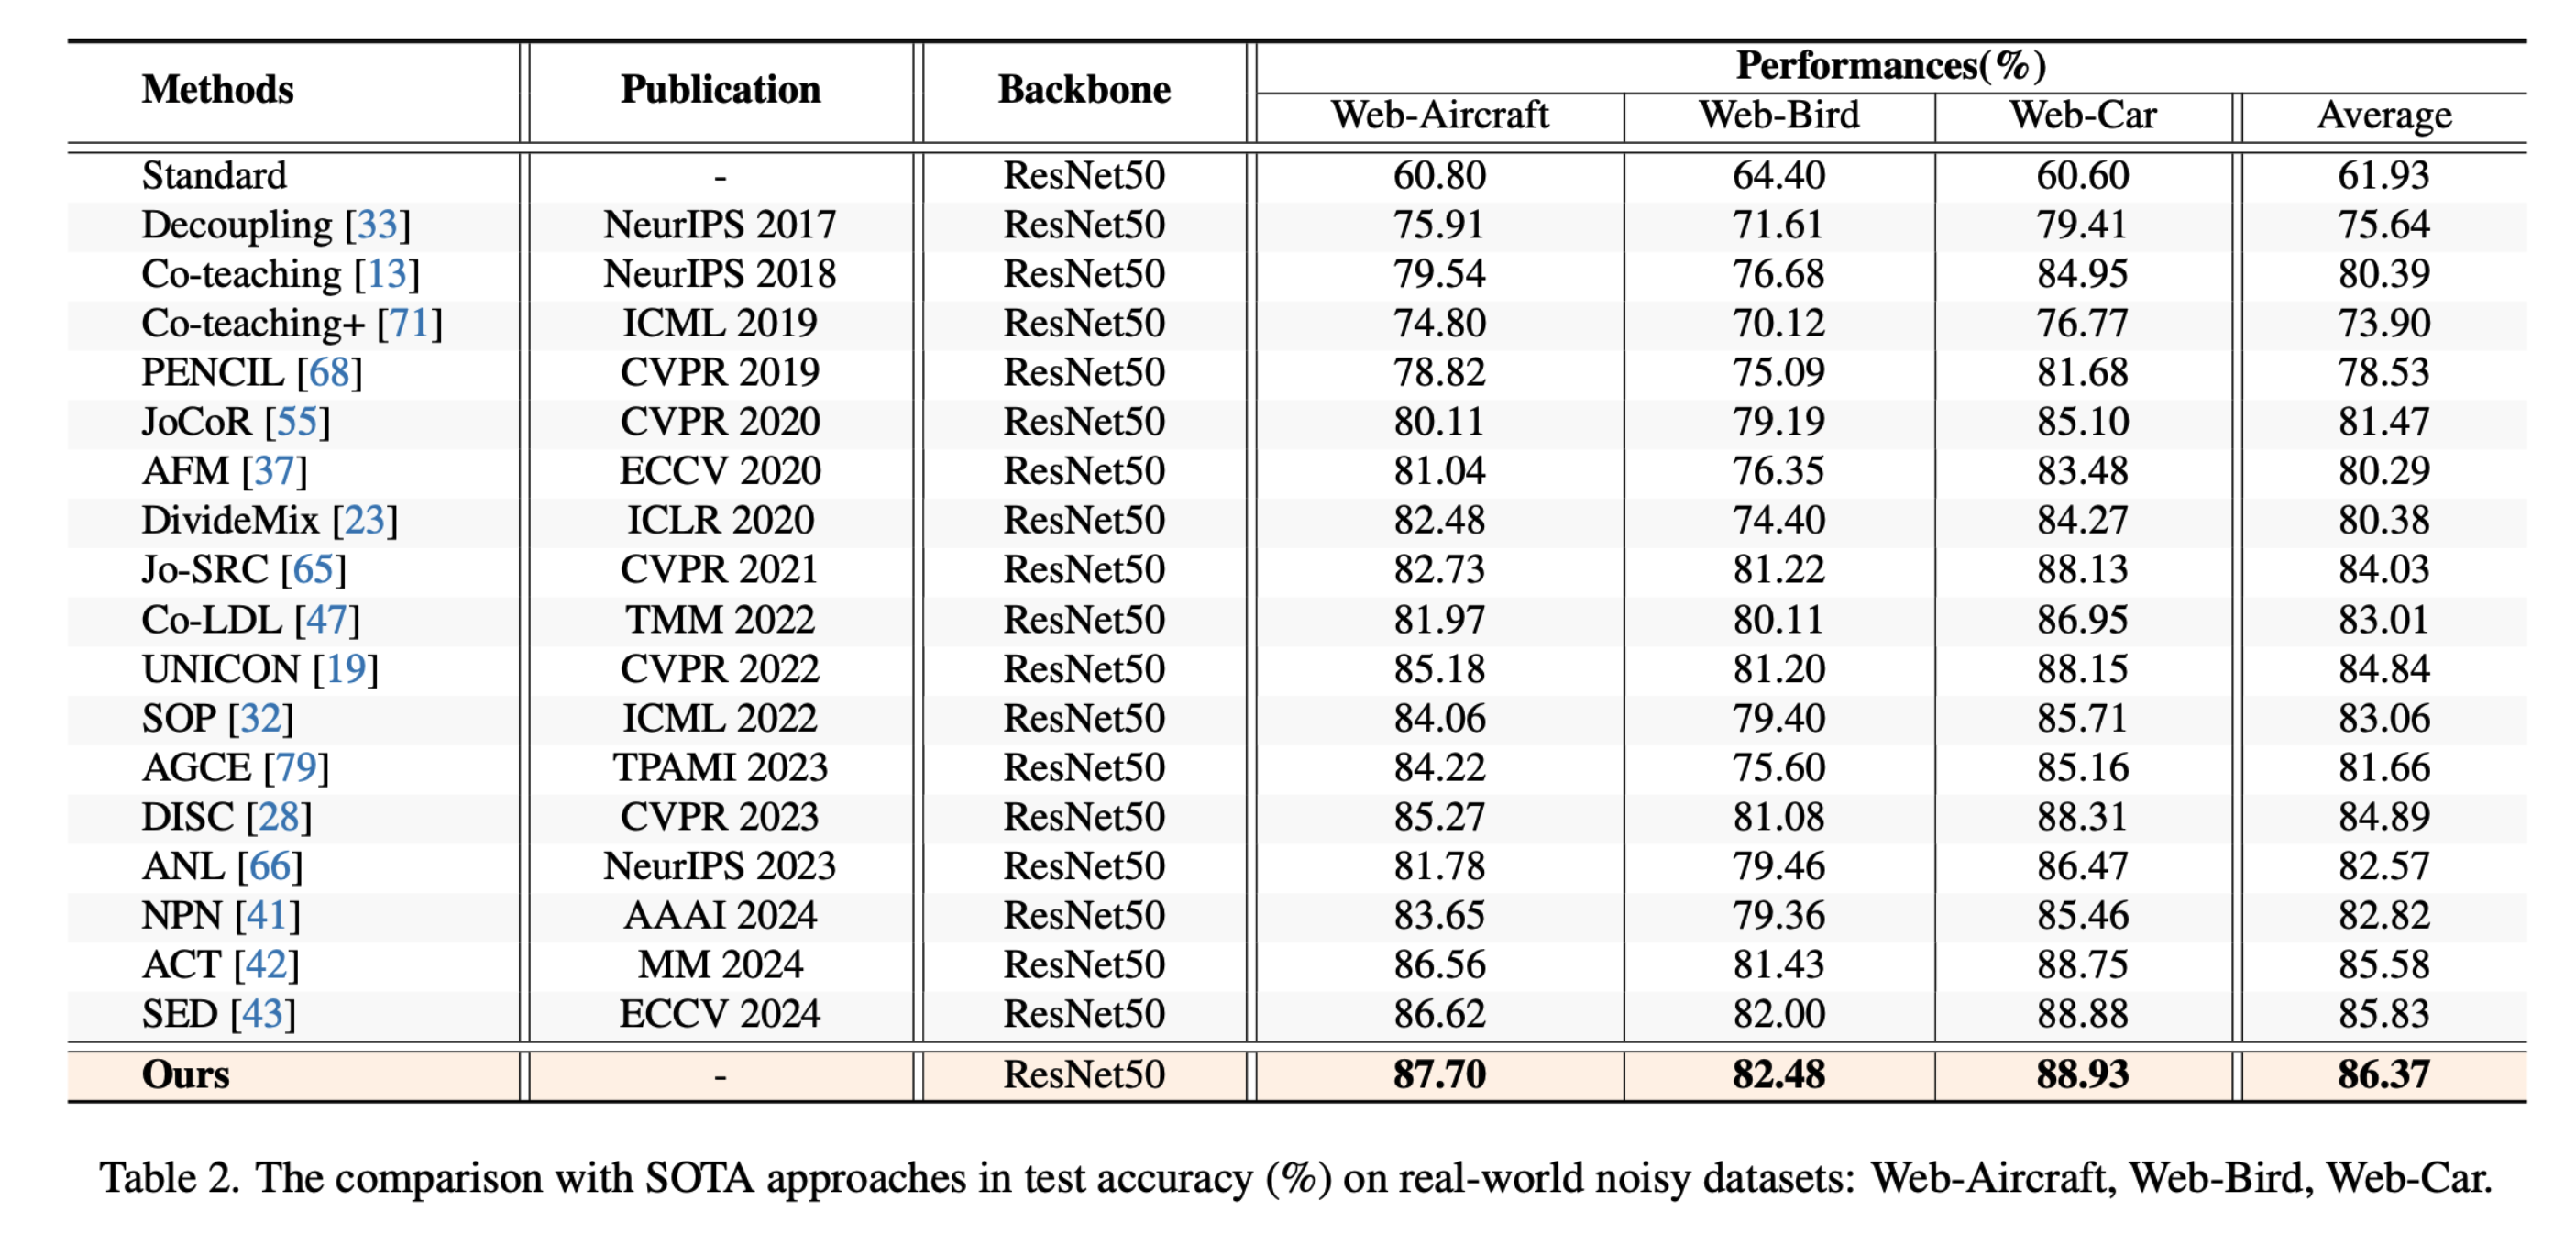 Methods Publication Backbone Performances(%)
Web-Aircraft Web-Bird Web-Car Average
Standard - ResNet50 60.80 64.40 60.60 61.93
Decoupling [33] NeurIPS 2017 ResNet50 75.91 71.61 79.41 75.64
Co-teaching [13] NeurIPS 2018 ResNet50 79.54 76.68 84.95 80.39
Co-teaching+ [71] ICML 2019 ResNet50 74.80 70.12 76.77 73.90
PENCIL [68] CVPR 2019 ResNet50 78.82 75.09 81.68 78.53
JoCoR [55] CVPR 2020 ResNet50 80.11 79.19 85.10 81.47
AFM [37] ECCV 2020 ResNet50 81.04 76.35 83.48 80.29
DivideMix [23] ICLR 2020 ResNet50 82.48 74.40 84.27 80.38
Jo-SRC [65] CVPR 2021 ResNet50 82.73 81.22 88.13 84.03
Co-LDL [47] TMM 2022 ResNet50 81.97 80.11 86.95 83.01
UNICON [19] CVPR 2022 ResNet50 85.18 81.20 88.15 84.84
SOP [32] ICML 2022 ResNet50 84.06 79.40 85.71 83.06
AGCE [79] TPAMI 2023 ResNet50 84.22 75.60 85.16 81.66
DISC [28] CVPR 2023 ResNet50 85.27 81.08 88.31 84.89
ANL [66] NeurIPS 2023 ResNet50 81.78 79.46 86.47 82.57
NPN [41] AAAI 2024 ResNet50 83.65 79.36 85.46 82.82
ACT [42] MM 2024 ResNet50 86.56 81.43 88.75 85.58
SED [43] ECCV 2024 ResNet50 86.62 82.00 88.88 85.83
Ours - ResNet50 87.70 82.48 88.93 86.37
Table 2. The comparison with SOTA approaches in test accuracy (%) on real-world noisy datasets: Web-Aircraft, Web-Bird, Web-Car.